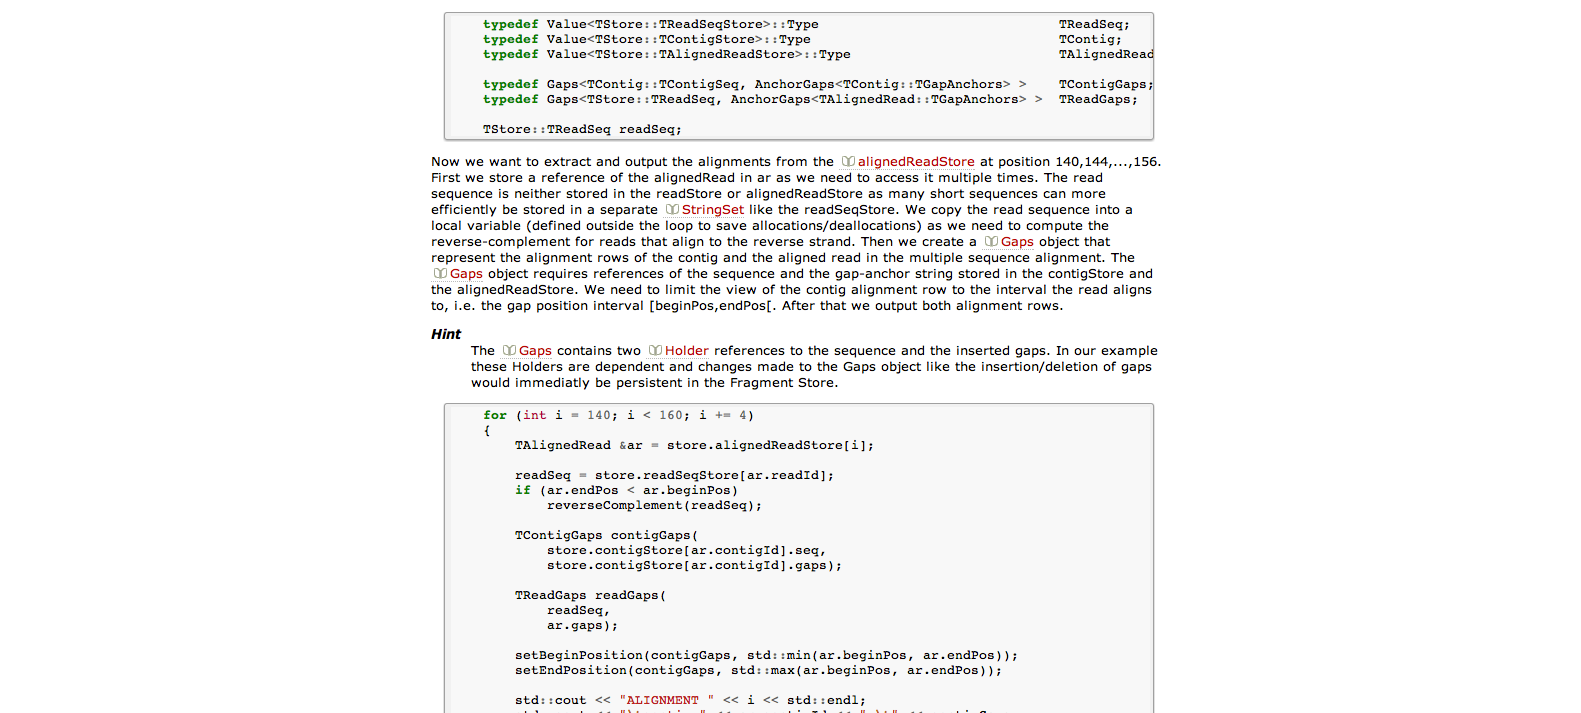 typedef Value<TStore::TReadSeqStore>::Type TReadSeq;
typedef Value<TStore::TContigStore>::Type TContig;
typedef Value<TStore::TAlignedReadStore>::Type TAlignedRead
typedef Gaps<TContig::TContigSeq, AnchorGaps<TContig::TGapAnchors> > TContigGaps;
typedef Gaps<TStore::TReadSeq, AnchorGaps<TAlignedRead::TGapAnchors> > TReadGaps;
TStore::TReadSeq readSeq;
Now we want to extract and output the alignments from the alignedReadStore at position 140,144,...,156.
First we store a reference of the alignedRead in ar as we need to access it multiple times. The read
sequence is neither stored in the readStore or alignedReadStore as many short sequences can more
efficiently be stored in a separate StringSet like the readSeqStore. We copy the read sequence into a
local variable (defined outside the loop to save allocations/deallocations) as we need to compute the
reverse-complement for reads that align to the reverse strand. Then we create a Gaps object that
represent the alignment rows of the contig and the aligned read in the multiple sequence alignment. The
Gaps object requires references of the sequence and the gap-anchor string stored in the contigStore and
the alignedReadStore. We need to limit the view of the contig alignment row to the interval the read aligns
to, i.e. the gap position interval [beginPos,endPos[. After that we output both alignment rows.
Hint
The Gaps contains two Holder references to the sequence and the inserted gaps. In our example
these Holders are dependent and changes made to the Gaps object like the insertion/deletion of gaps
would immediatly be persistent in the Fragment Store.
for (int i = 140; i < 160; i += 4)
{
TAlignedRead &ar = store.alignedReadStore[i];
readSeq = store.readSeqStore[ar.readId];
if (ar.endPos < ar.beginPos)
reverseComplement(readSeq);
TContigGaps contigGaps(
store.contigStore[ar.contigId].seq,
store.contigStore[ar.contigId].gaps);
TReadGaps readGaps(
readSeq,
ar.gaps);
setBeginPosition(contigGaps, std::min(ar.beginPos, ar.endPos));
setEndPosition(contigGaps, std::max(ar.beginPos, ar.endPos));
std::cout << "ALIGNMENT " << i << std::endl;